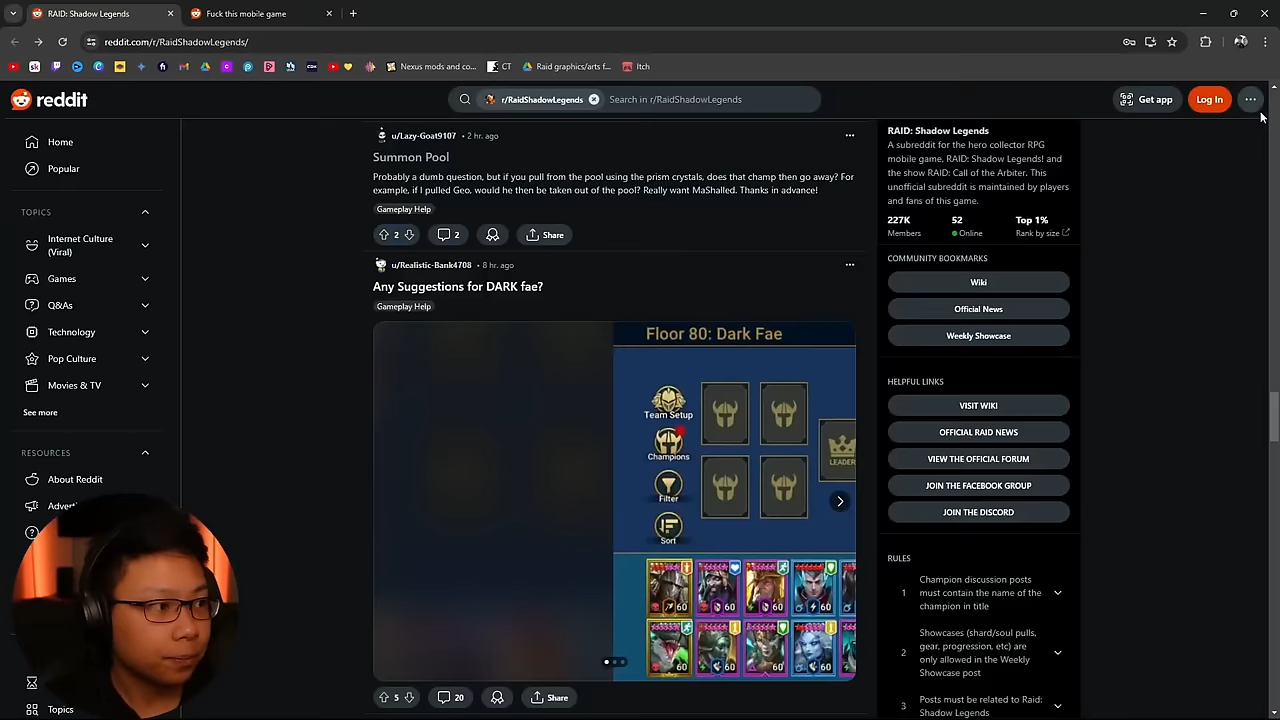 RAID: Shadow Legends
Fuck this mobile game
reddit.com/r/RaidShadowLegends/
Nexus mods and co...
CT
Raid graphics/arts f...
Itch
reddit
r/RaidShadowLegends
Search in r/RaidShadowLegends
Get app
Log In
Home
Popular
TOPICS
Internet Culture
(Viral)
Games
Q&As
Technology
Pop Culture
Movies & TV
See more
RESOURCES
About Reddit
Topics
u/Lazy-Goat9107 • 2 hr. ago
Summon Pool
Probably a dumb question, but if you pull from the pool using the prism crystals, does that champ then go away? For
example, if I pulled Geo, would he then be taken out of the pool? Really want MaShalled. Thanks in advance!
Gameplay Help
2
2
Share
u/Realistic-Bank4708 • 8 hr. ago
Any Suggestions for DARK fae?
Gameplay Help
Floor 80: Dark Fae
Team Setup
Champions
Filter
Sort
60
60
60
60
60
60
60
60
5
20
Share
RAID: Shadow Legends
A subreddit for the hero collector RPG
mobile game, RAID: Shadow Legends! and
the show RAID: Call of the Arbiter. This
unofficial subreddit is maintained by players
and fans of this game.
227K
52
Top 1%
Members
Online
Rank by size
COMMUNITY BOOKMARKS
Wiki
Official News
Weekly Showcase
HELPFUL LINKS
VISIT WIKI
OFFICIAL RAID NEWS
VIEW THE OFFICIAL FORUM
JOIN THE FACEBOOK GROUP
JOIN THE DISCORD
RULES
1
Champion discussion posts
must contain the name of the
champion in title
2
Showcases (shard/soul pulls,
gear, progression, etc) are
only allowed in the Weekly
Showcase post
3
Posts must be related to Raid:
Shadow Legends